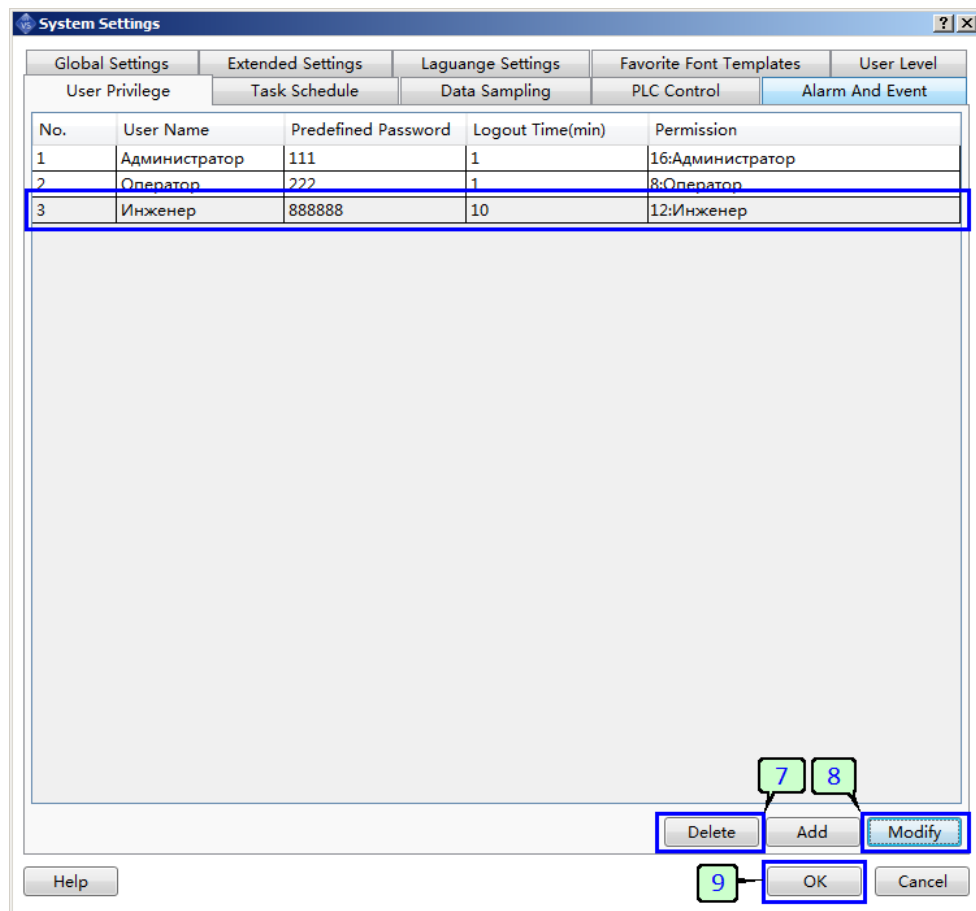 System Settings
Global Settings Extended Settings Laguange Settings Favorite Font Templates User Level
User Privilege Task Schedule Data Sampling PLC Control Alarm And Event
No. User Name Predefined Password Logout Time(min) Permission
1 Администратор 111 1 16:Администратор
2 Оператор 222 1 8:Оператор
3 Инженер 888888 10 12:Инженер
7 8
Delete Add Modify
Help 9 OK Cancel